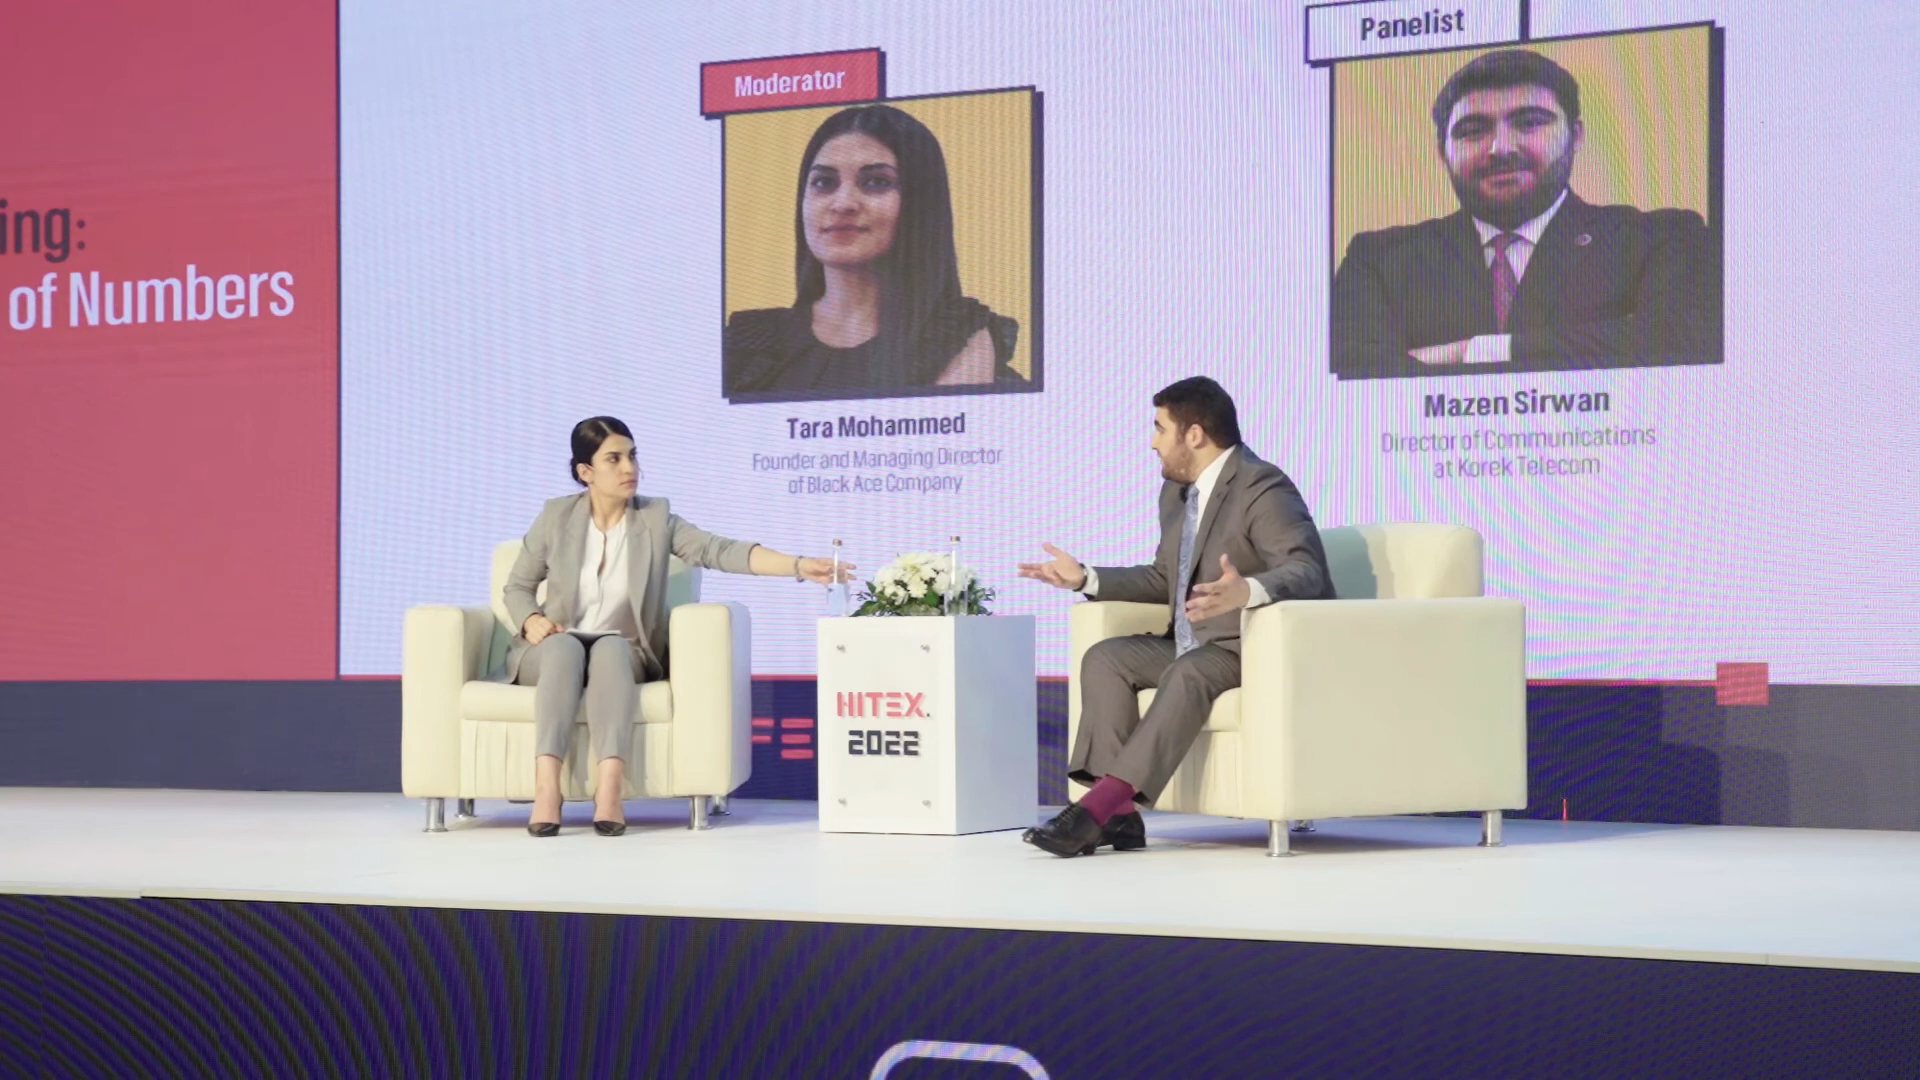 ing:
of Numbers
Moderator
Tara Mohammed
Founder and Managing Director
of Black Ace Company
Panelist
Mazen Sirwan
Director of Communications
at Korek Telecom
HITEX.
2022
FE